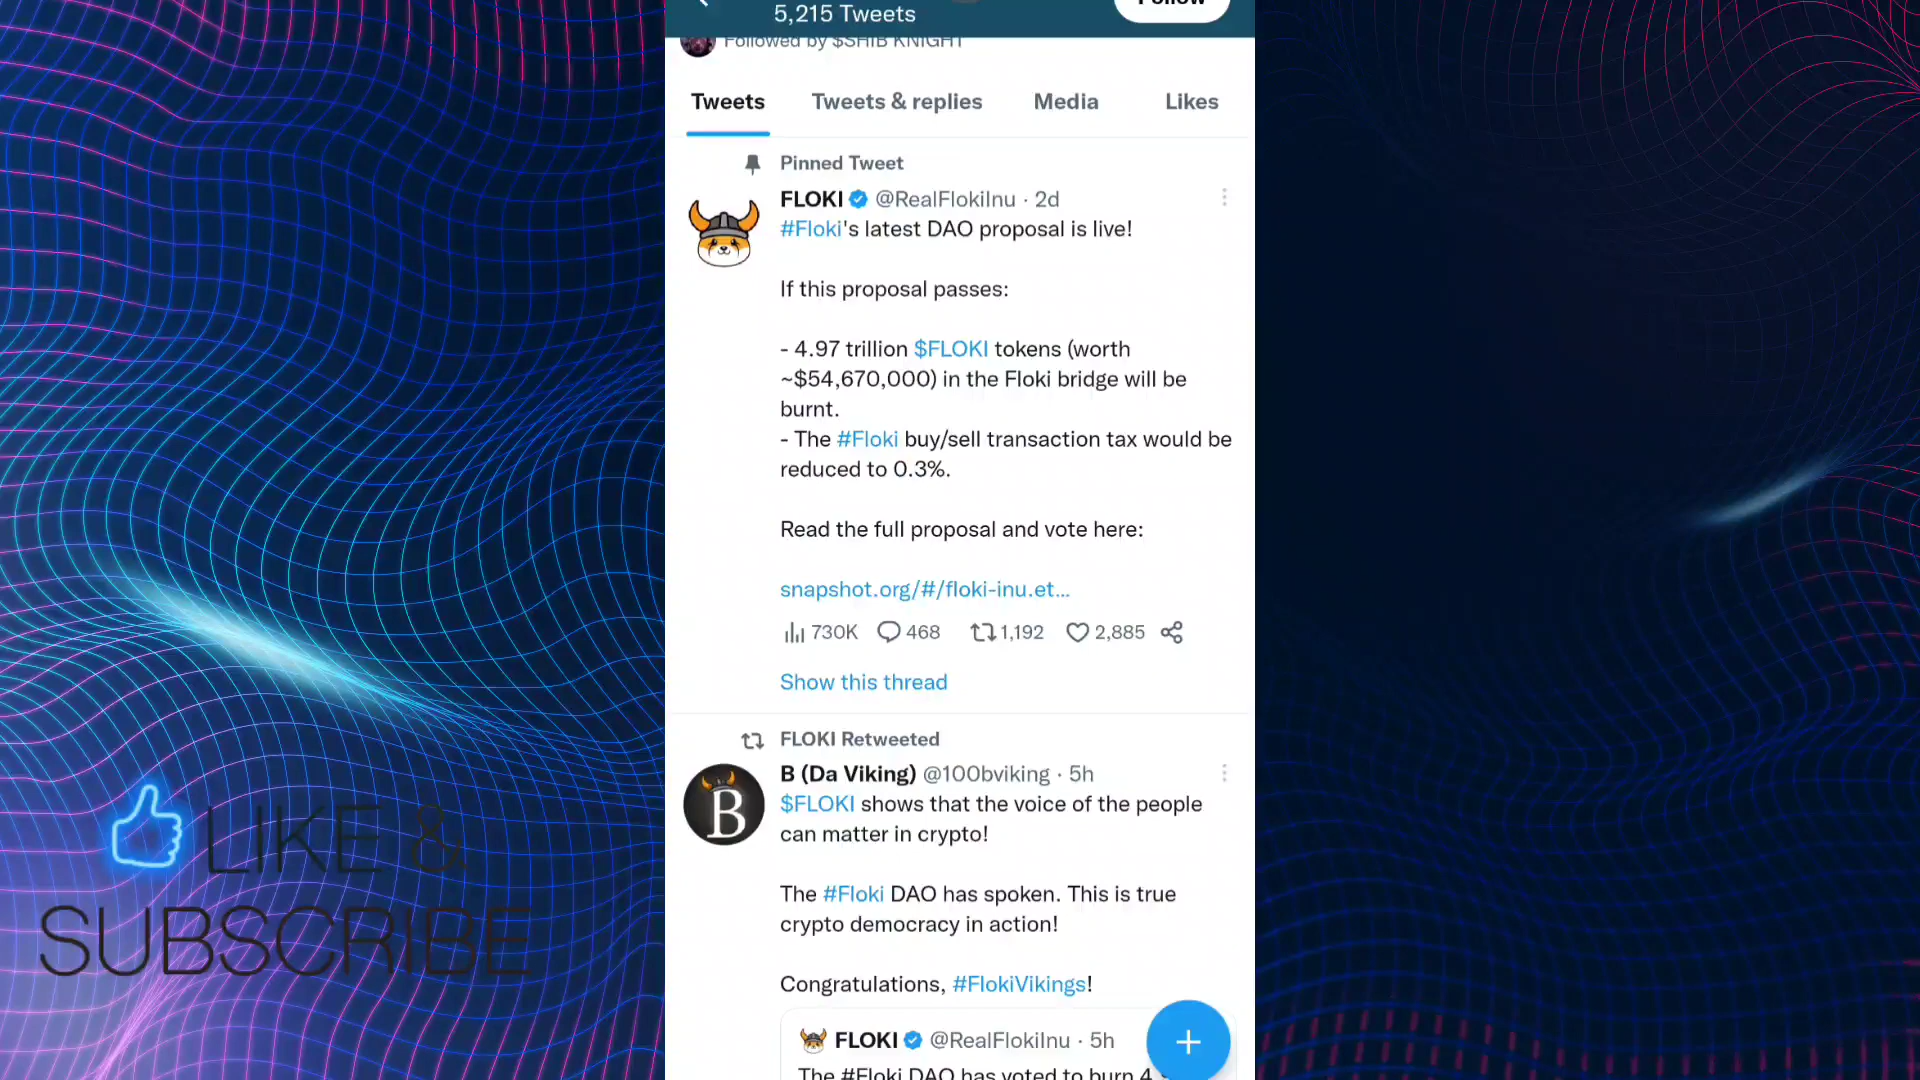 5,215 Tweets
Follow
Followed by $SHIB KNIGHT
Tweets Tweets & replies Media Likes
Pinned Tweet
FLOKI @RealFlokiInu · 2d
#Floki's latest DAO proposal is live!
If this proposal passes:
- 4.97 trillion $FLOKI tokens (worth
~$54,670,000) in the Floki bridge will be
burnt.
- The #Floki buy/sell transaction tax would be
reduced to 0.3%.
Read the full proposal and vote here:
snapshot.org/#/floki-inu.et...
730K 468 1,192 2,885
Show this thread
FLOKI Retweeted
B (Da Viking) @100bviking · 5h
B
$FLOKI shows that the voice of the people
can matter in crypto!
The #Floki DAO has spoken. This is true
crypto democracy in action!
Congratulations, #FlokiVikings!
FLOKI @RealFlokiInu · 5h
The #Floki DAO has voted to burn 4.
LIKE &
SUBSCRIBE